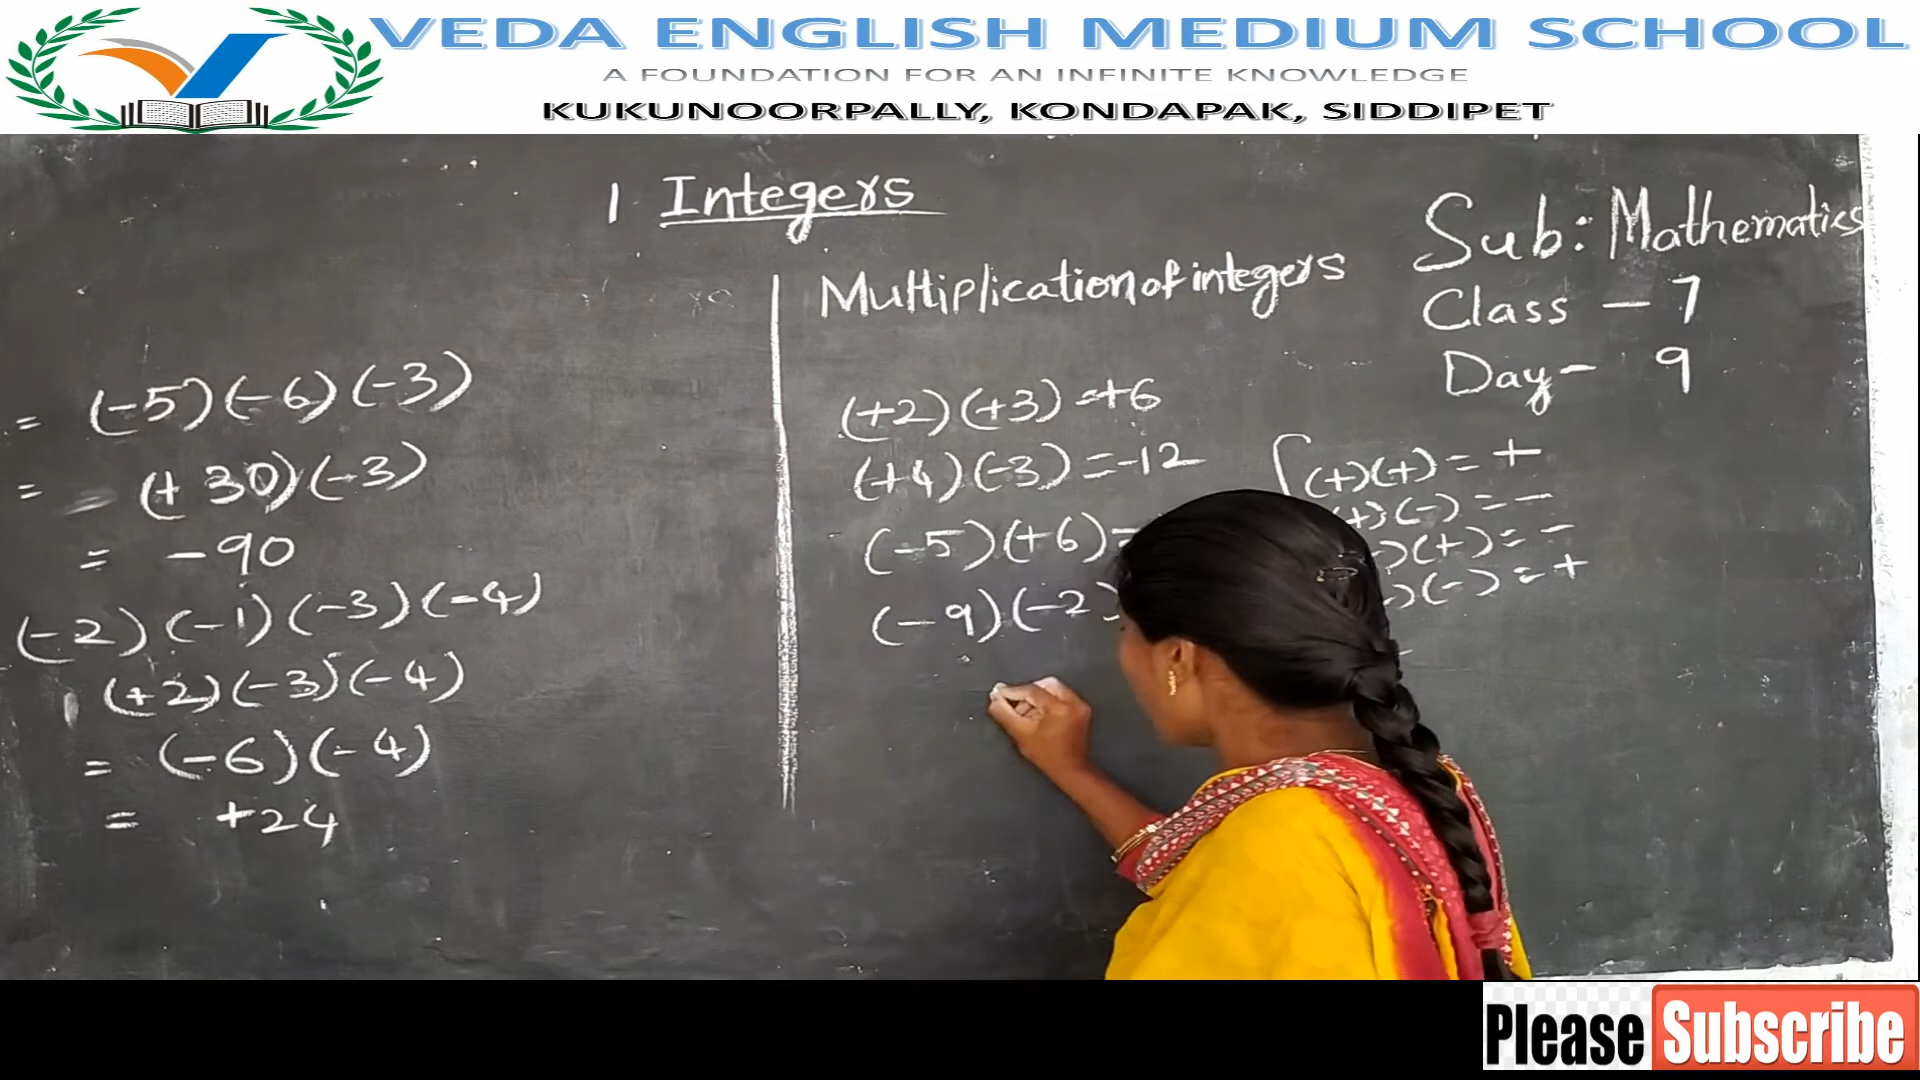 VEDA ENGLISH MEDIUM SCHOOL
A FOUNDATION FOR AN INFINITE KNOWLEDGE
KUKUNOORPALLY, KONDAPAK, SIDDIPET
1 Integers
Sub: Mathematics
Class - 7
Day - 9
= (-5)(-6)(-3)
= = (+30)(-3)
= -90
(-2)(-1)(-3)(-4)
(+2)(-3)(-4)
= (-6)(-4)
= +24
Multiplication of integers
(+2)(+3)=+6
(+4)(-3)=-12
(-5)(+6)=
(-9)(-2)
(+)(+)=+
(+)(-)=-
)(+)=-
)(-)=+
Please Subscribe